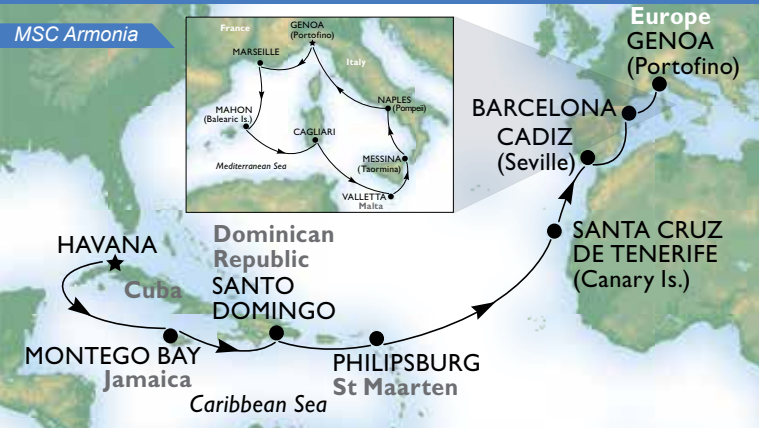 MSC Armonia
France
GENOA
(Portofino)
MARSEILLE
Italy
NAPLES
(Pompeii)
MAHON
(Balearic Is.)
CAGLIARI
Mediterranean Sea
MESSINA
(Taormina)
VALLETTA
Malta
Europe
GENOA
(Portofino)
BARCELONA
CADIZ
(Seville)
SANTA CRUZ
DE TENERIFE
(Canary Is.)
HAVANA
Cuba
Dominican
Republic
SANTO
DOMINGO
MONTEGO BAY
Jamaica
PHILIPSBURG
St Maarten
Caribbean Sea